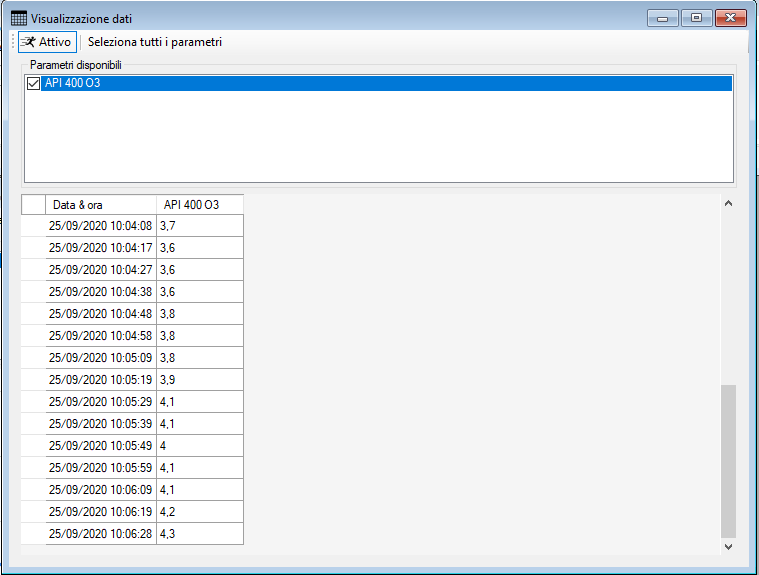 Visualizzazione dati
Attivo Seleziona tutti i parametri
Parametri disponibili
API 400 O3
Data & ora API 400 O3
25/09/2020 10:04:08 3,7
25/09/2020 10:04:17 3,6
25/09/2020 10:04:27 3,6
25/09/2020 10:04:38 3,6
25/09/2020 10:04:48 3,8
25/09/2020 10:04:58 3,8
25/09/2020 10:05:09 3,8
25/09/2020 10:05:19 3,9
25/09/2020 10:05:29 4,1
25/09/2020 10:05:39 4,1
25/09/2020 10:05:49 4
25/09/2020 10:05:59 4,1
25/09/2020 10:06:09 4,1
25/09/2020 10:06:19 4,2
25/09/2020 10:06:28 4,3